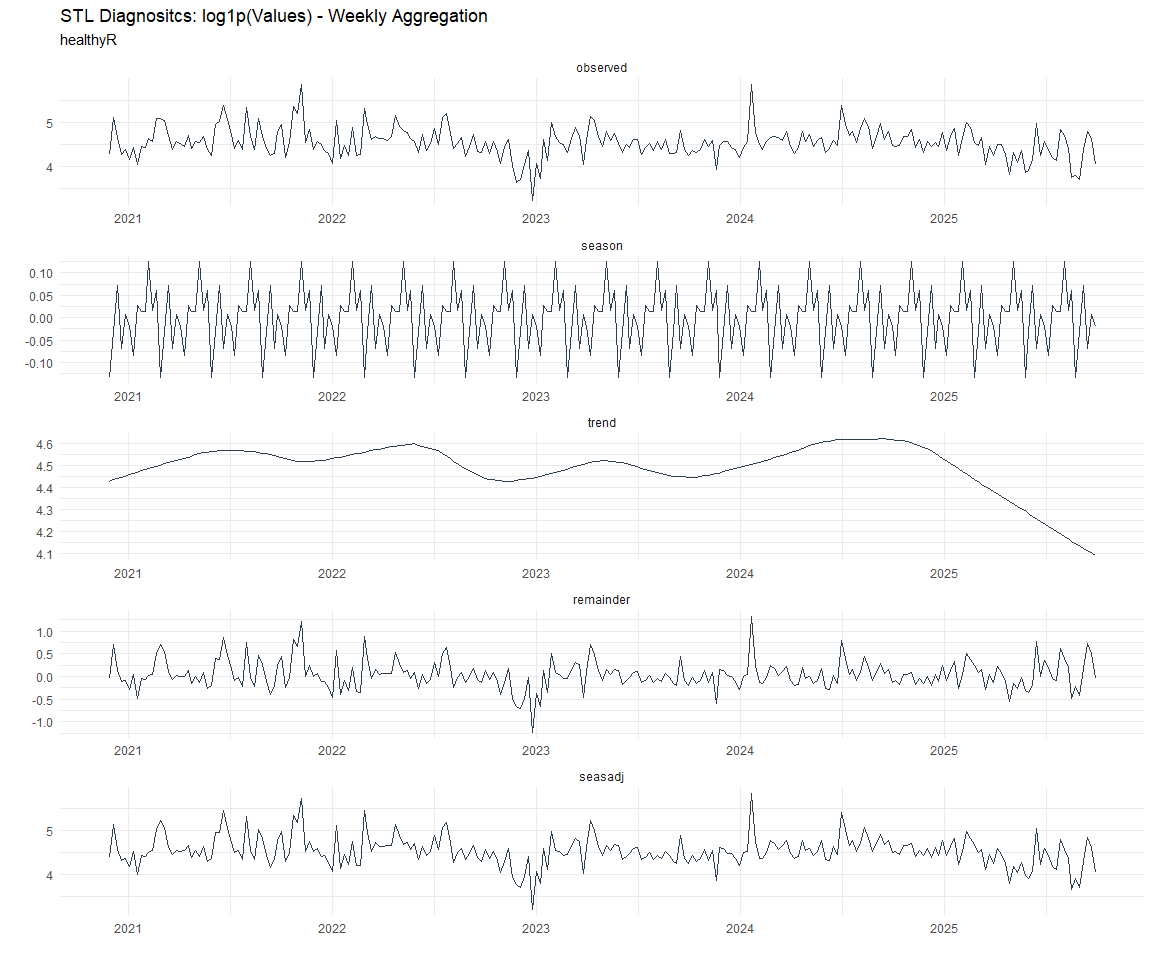 STL Diagnositcs: log1p(Values) - Weekly Aggregation
healthyR
observed
5
4
2021 2022 2023 2024 2025
season
0.10
0.05
0.00
-0.05
-0.10
2021 2022 2023 2024 2025
trend
4.6
4.5
4.4
4.3
4.2
4.1
2021 2022 2023 2024 2025
remainder
1.0
0.5
0.0
-0.5
-1.0
2021 2022 2023 2024 2025
seasadj
5
4
2021 2022 2023 2024 2025